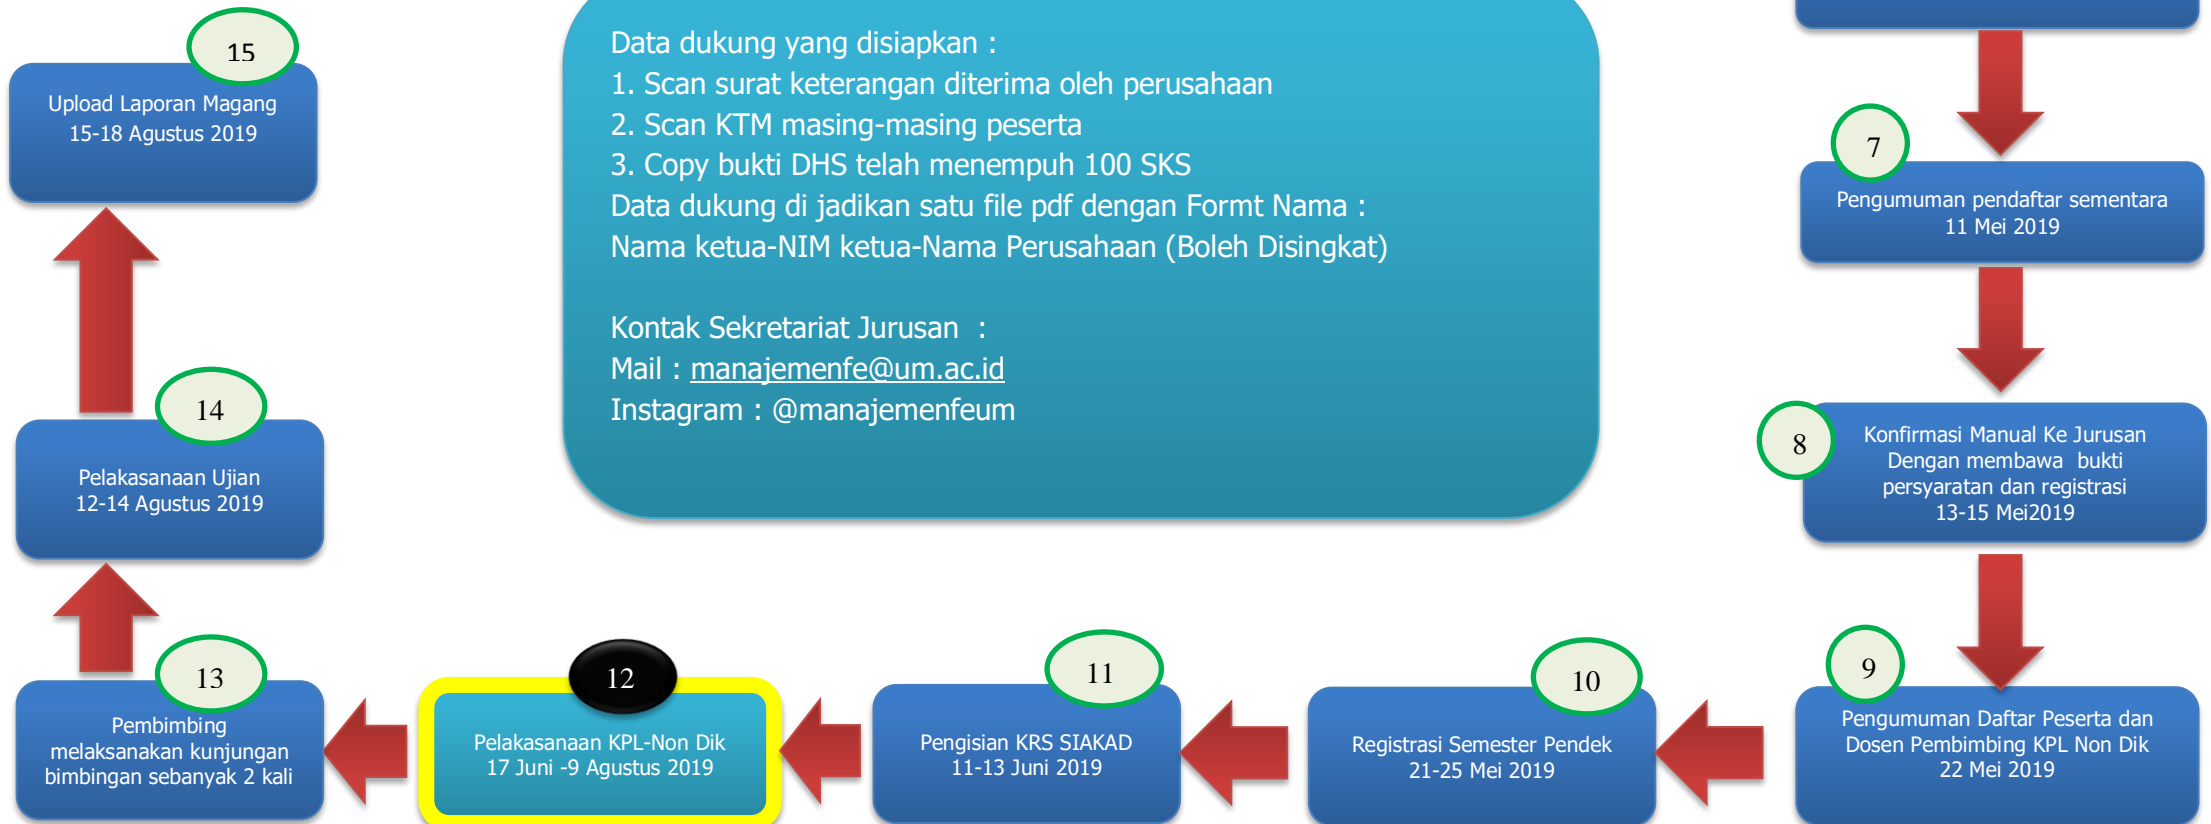 Data dukung yang disiapkan :
1. Scan surat keterangan diterima oleh perusahaan
2. Scan KTM masing-masing peserta
3. Copy bukti DHS telah menempuh 100 SKS
Data dukung di jadikan satu file pdf dengan Formt Nama :
Nama ketua-NIM ketua-Nama Perusahaan (Boleh Disingkat)
Kontak Sekretariat Jurusan :
Mail : manajemenfe@um.ac.id
Instagram : @manajemenfeum
7
Pengumuman pendaftar sementara
11 Mei 2019
8
Konfirmasi Manual Ke Jurusan
Dengan membawa bukti
persyaratan dan registrasi
13-15 Mei2019
9
Pengumuman Daftar Peserta dan
Dosen Pembimbing KPL Non Dik
22 Mei 2019
10
Registrasi Semester Pendek
21-25 Mei 2019
11
Pengisian KRS SIAKAD
11-13 Juni 2019
12
Pelakasanaan KPL-Non Dik
17 Juni -9 Agustus 2019
13
Pembimbing
melaksanakan kunjungan
bimbingan sebanyak 2 kali
14
Pelakasanaan Ujian
12-14 Agustus 2019
15
Upload Laporan Magang
15-18 Agustus 2019